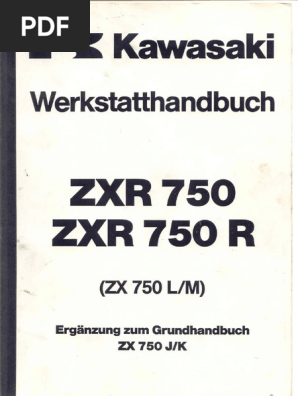 PDF
Kawasaki
Werkstatthandbuch
ZXR 750
ZXR 750 R
(ZX 750 L/M)
Ergänzung zum Grundhandbuch
ZX 750 J/K